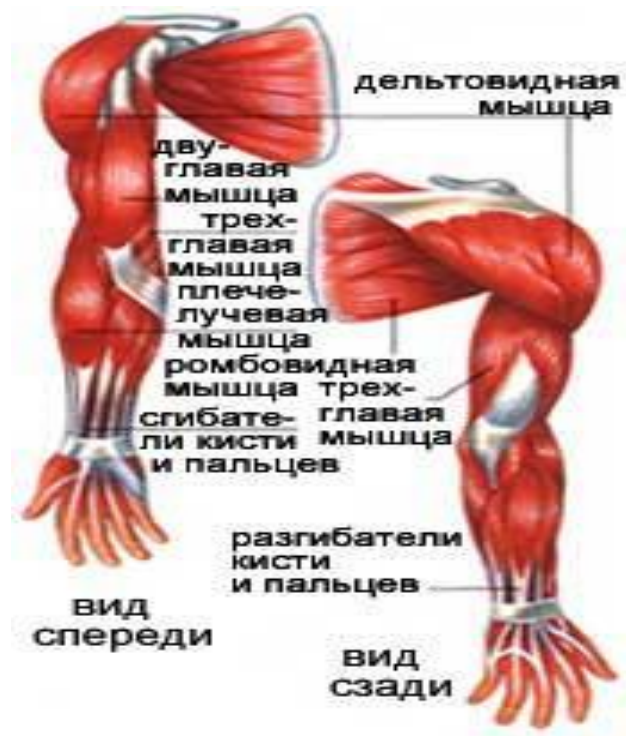 дельтовидная
мышца
дву-
главая
мышца
трех-
главая
мышца
плече-
лучевая
мышца
ромбовидная
мышца
трех-
главая
мышца
сгибате-
ли кисти
и пальцев
разгибатели
кисти
и пальцев
вид
спереди
вид
сзади